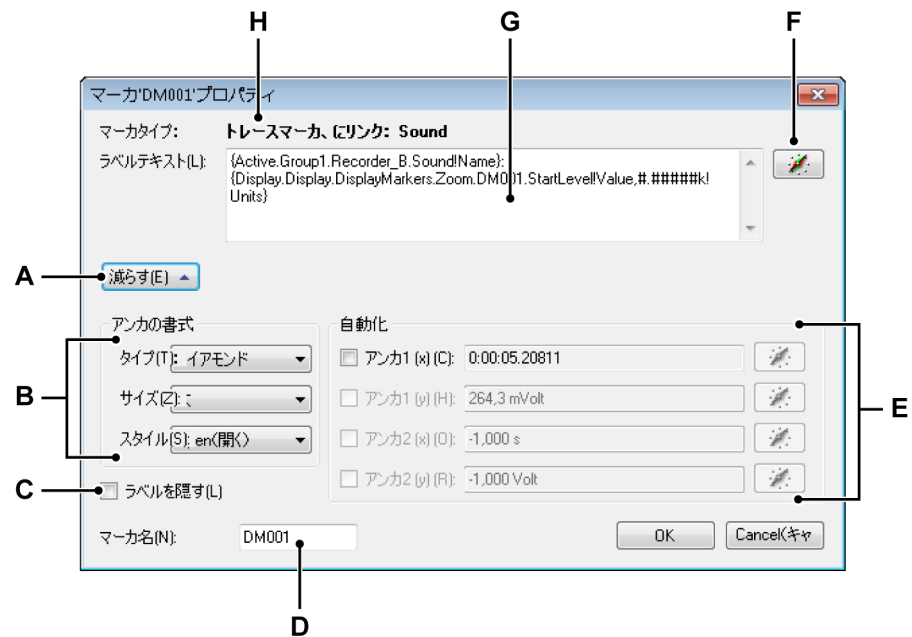 H G F
マーカ'DM001'プロパティ
マーカタイプ: トレースマーカ、にリンク: Sound
ラベルテキスト(L): {Active.Group1.Recorder_B.Sound!Name}:
{Display.Display.DisplayMarkers.Zoom.DM001.StartLevel!Value,#.#####k!
Units}
A 減らす(E)
アンカの書式 自動化
タイプ(T): イアモンド アンカ1 (x) (C): 0:00:05.20811
B サイズ(Z): アンカ1 (y) (H): 264,3 mVolt E
スタイル(S): en(開く) アンカ2 (x) (O): -1,000 s
アンカ2 (y) (R): -1,000 Volt
C ラベルを隠す(L)
マーカ名(N): DM001 OK Cancel(キャ
D